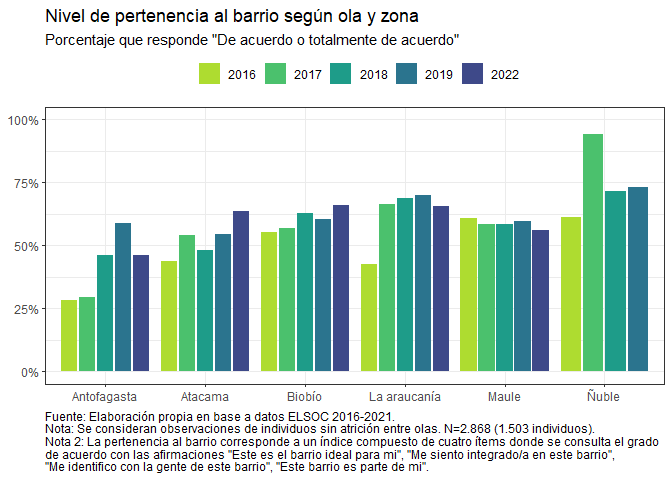 Nivel de pertenencia al barrio según ola y zona
Porcentaje que responde "De acuerdo o totalmente de acuerdo"
2016 2017 2018 2019 2022
100%
75%
50%
25%
0%
Antofagasta Atacama Biobío La araucanía Maule Ñuble
Fuente: Elaboración propia en base a datos ELSOC 2016-2021.
Nota: Se consideran observaciones de individuos sin atrición entre olas. N=2.868 (1.503 individuos).
Nota 2: La pertenencia al barrio corresponde a un índice compuesto de cuatro ítems donde se consulta el grado
de acuerdo con las afirmaciones "Este es el barrio ideal para mi", "Me siento integrado/a en este barrio",
"Me identifico con la gente de este barrio", "Este barrio es parte de mi".